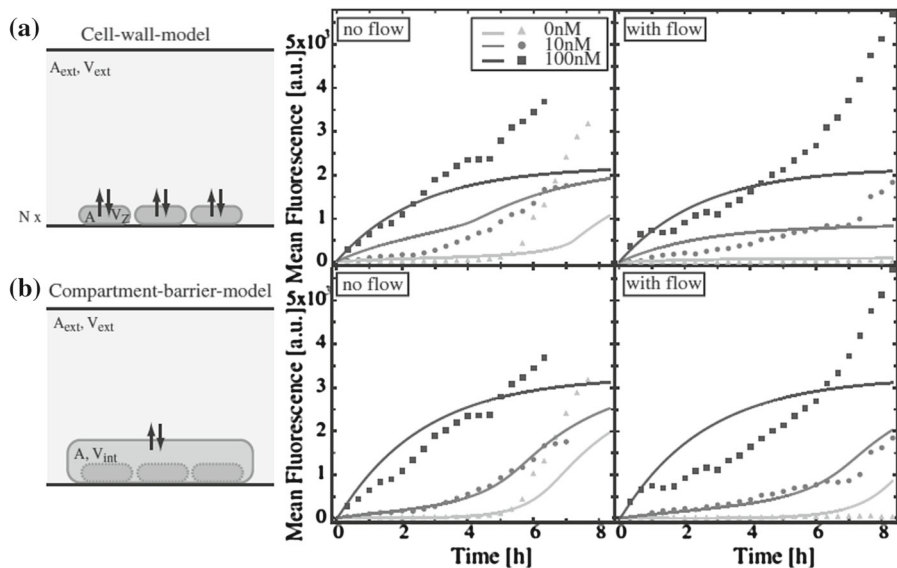 (a)
Cell-wall-model
A_ext, V_ext
N x
A V_Z
Mean Fluorescence [a.u.]
5x10³
4
3
2
1
0
no flow
0nM
10nM
100nM
with flow
(b)
Compartment-barrier-model
A_ext, V_ext
A, V_int
Mean Fluorescence [a.u.]
5x10³
4
3
2
1
0
no flow
with flow
0 2 4 6 8
0 2 4 6 8
Time [h]
Time [h]